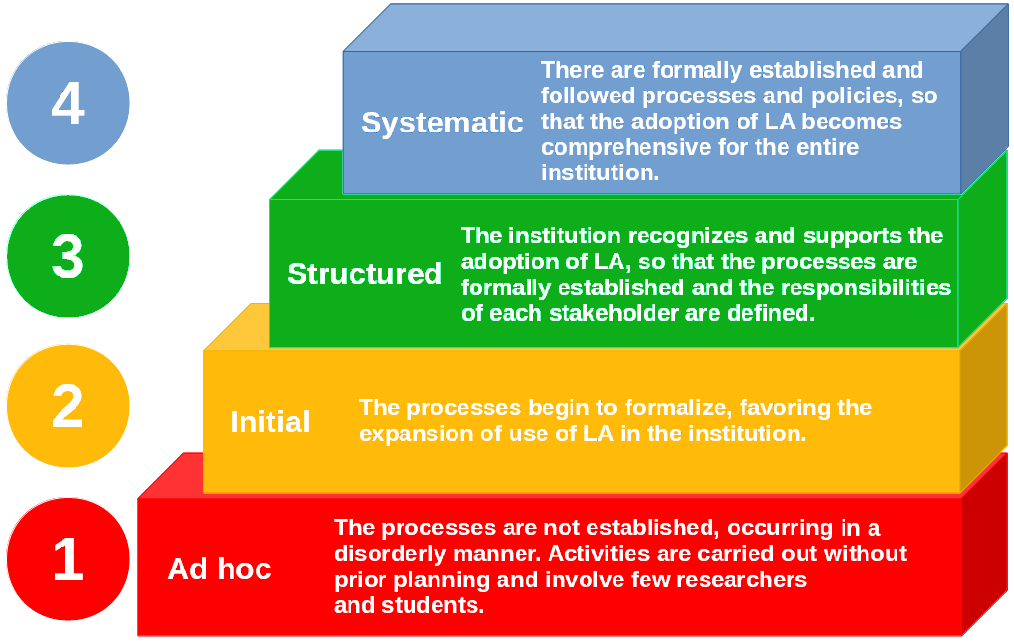 4
Systematic
There are formally established and
followed processes and policies, so
that the adoption of LA becomes
comprehensive for the entire
institution.
3
Structured
The institution recognizes and supports the
adoption of LA, so that the processes are
formally established and the responsibilities
of each stakeholder are defined.
2
Initial
The processes begin to formalize, favoring the
expansion of use of LA in the institution.
1
Ad hoc
The processes are not established, occurring in a
disorderly manner. Activities are carried out without
prior planning and involve few researchers
and students.